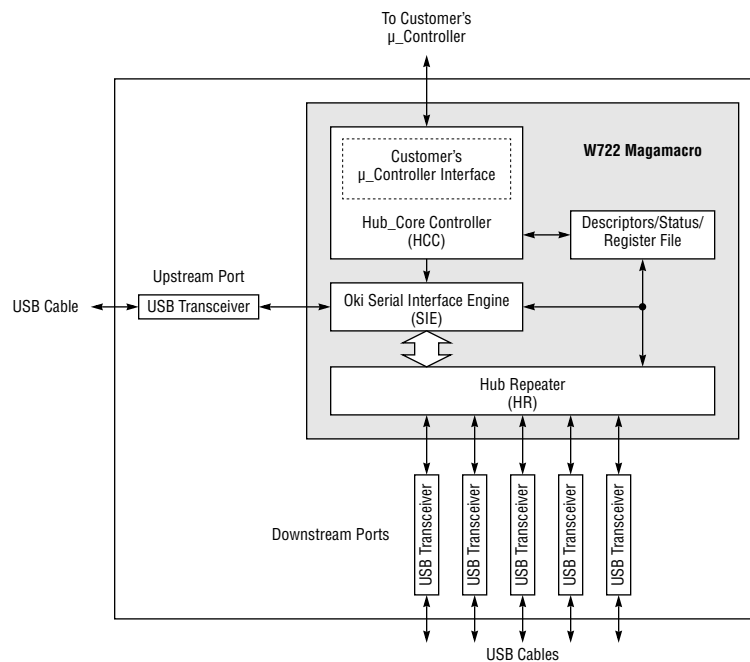 To Customer's
µ_Controller
W722 Magamacro
Customer's
µ_Controller Interface
Hub_Core Controller
(HCC)
Descriptors/Status/
Register File
Upstream Port
USB Cable
USB Transceiver
Oki Serial Interface Engine
(SIE)
Hub Repeater
(HR)
Downstream Ports
USB Transceiver
USB Transceiver
USB Transceiver
USB Transceiver
USB Transceiver
USB Cables